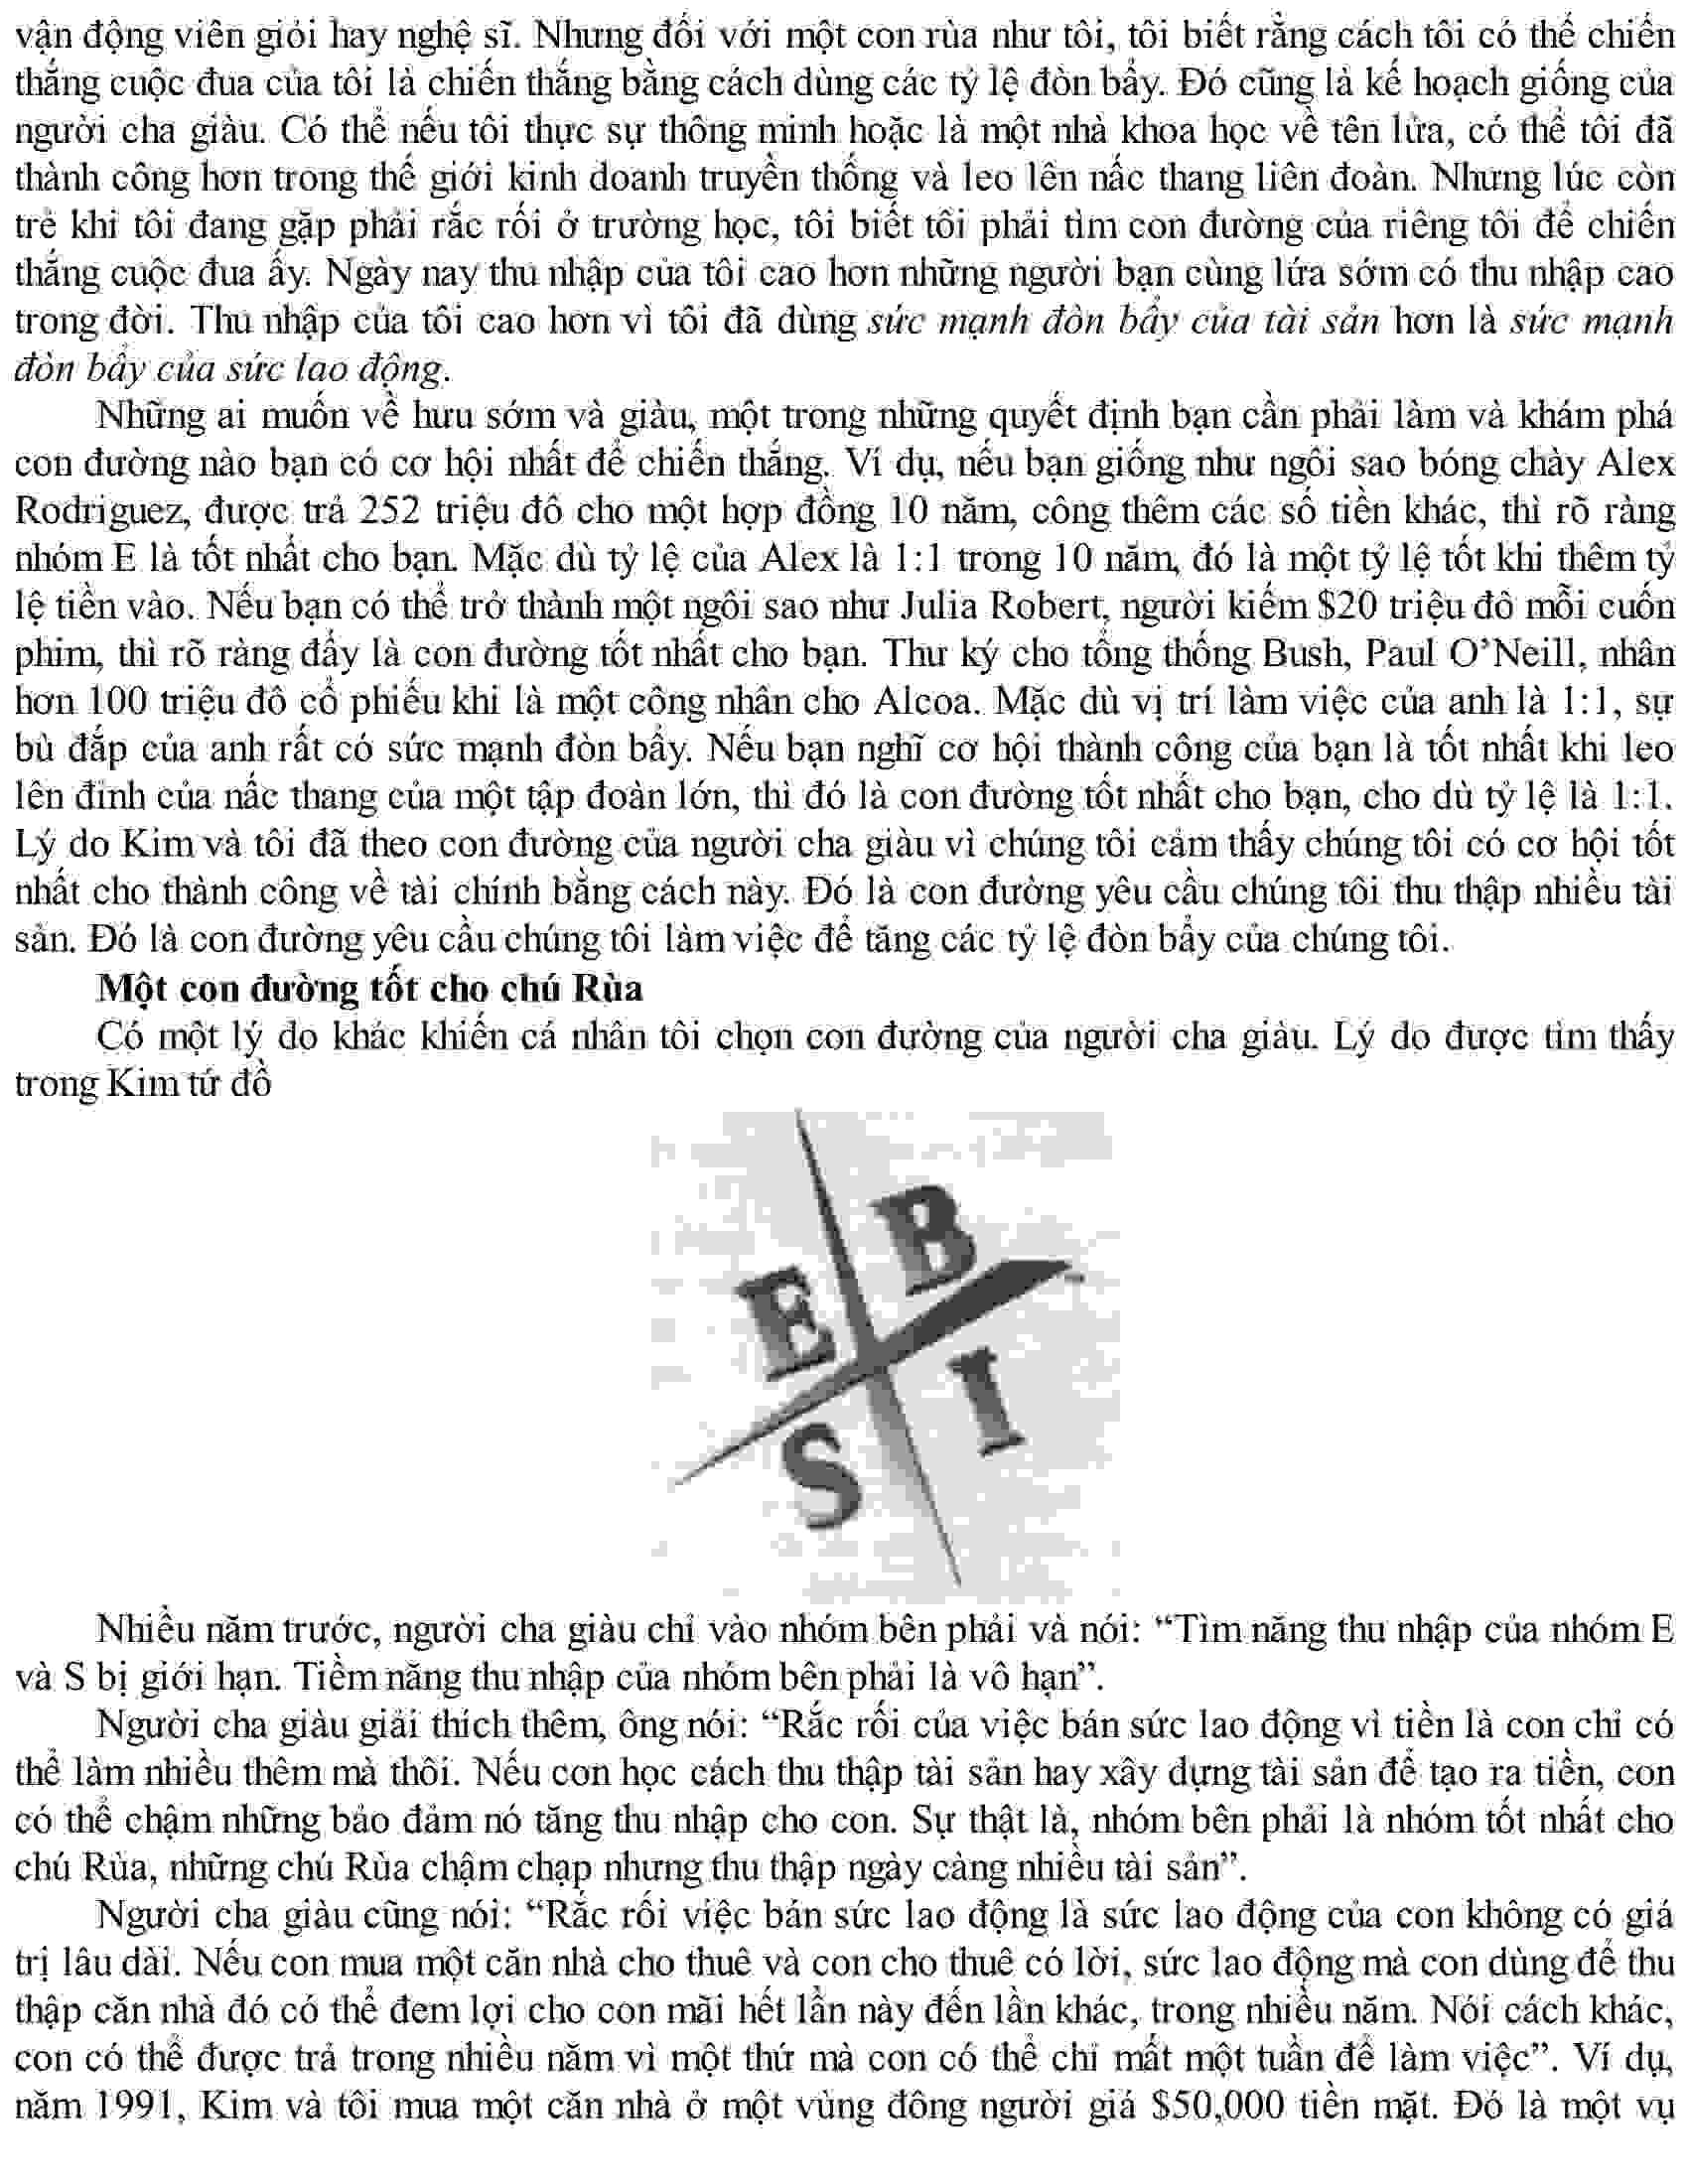 vận động viên giỏi hay nghệ sĩ. Nhưng đối với một con rùa như tôi, tôi biết rằng cách tôi có thể chiến
thắng cuộc đua của tôi là chiến thắng bằng cách dùng các tỷ lệ đòn bẩy. Đó cũng là kế hoạch giống của
người cha giàu. Có thể nếu tôi thực sự thông minh hoặc là một nhà khoa học về tên lửa, có thể tôi đã
thành công hơn trong thế giới kinh doanh truyền thống và leo lên nấc thang liên đoàn. Nhưng lúc còn
trẻ khi tôi đang gặp phải rắc rối ở trường học, tôi biết tôi phải tìm con đường của riêng tôi để chiến
thắng cuộc đua ấy. Ngày nay thu nhập của tôi cao hơn những người bạn cùng lứa sớm có thu nhập cao
trong đời. Thu nhập của tôi cao hơn vì tôi đã dùng sức mạnh đòn bẩy của tài sản hơn là sức mạnh
đòn bẩy của sức lao động.
Những ai muốn về hưu sớm và giàu, một trong những quyết định bạn cần phải làm và khám phá
con đường nào bạn có cơ hội nhất để chiến thắng. Ví dụ, nếu bạn giống như ngôi sao bóng chày Alex
Rodriguez, được trả 252 triệu đô cho một hợp đồng 10 năm, công thêm các số tiền khác, thì rõ ràng
nhóm E là tốt nhất cho bạn. Mặc dù tỷ lệ của Alex là 1:1 trong 10 năm, đó là một tỷ lệ tốt khi thêm tỷ
lệ tiền vào. Nếu bạn có thể trở thành một ngôi sao như Julia Robert, người kiếm $20 triệu đô mỗi cuốn
phim, thì rõ ràng đấy là con đường tốt nhất cho bạn. Thư ký cho tổng thống Bush, Paul O’Neill, nhân
hơn 100 triệu đô cổ phiếu khi là một công nhân cho Alcoa. Mặc dù vị trí làm việc của anh là 1:1, sự
bù đắp của anh rất có sức mạnh đòn bẩy. Nếu bạn nghĩ cơ hội thành công của bạn là tốt nhất khi leo
lên đỉnh của nấc thang của một tập đoàn lớn, thì đó là con đường tốt nhất cho bạn, cho dù tỷ lệ là 1:1.
Lý do Kim và tôi đã theo con đường của người cha giàu vì chúng tôi cảm thấy chúng tôi có cơ hội tốt
nhất cho thành công về tài chính bằng cách này. Đó là con đường yêu cầu chúng tôi thu thập nhiều tài
sản. Đó là con đường yêu cầu chúng tôi làm việc để tăng các tỷ lệ đòn bẩy của chúng tôi.
Một con đường tốt cho chú Rùa
Có một lý do khác khiến cá nhân tôi chọn con đường của người cha giàu. Lý do được tìm thấy
trong Kim tứ đồ
B
E
I
S
Nhiều năm trước, người cha giàu chỉ vào nhóm bên phải và nói: “Tìm năng thu nhập của nhóm E
và S bị giới hạn. Tiềm năng thu nhập của nhóm bên phải là vô hạn”.
Người cha giàu giải thích thêm, ông nói: “Rắc rối của việc bán sức lao động vì tiền là con chỉ có
thể làm nhiều thêm mà thôi. Nếu con học cách thu thập tài sản hay xây dựng tài sản để tạo ra tiền, con
có thể chậm những bảo đảm nó tăng thu nhập cho con. Sự thật là, nhóm bên phải là nhóm tốt nhất cho
chú Rùa, những chú Rùa chậm chạp nhưng thu thập ngày càng nhiều tài sản”.
Người cha giàu cũng nói: “Rắc rối việc bán sức lao động là sức lao động của con không có giá
trị lâu dài. Nếu con mua một căn nhà cho thuê và con cho thuê có lời, sức lao động mà con dùng để thu
thập căn nhà đó có thể đem lợi cho con mãi hết lần này đến lần khác, trong nhiều năm. Nói cách khác,
con có thể được trả trong nhiều năm vì một thứ mà con có thể chỉ mất một tuần để làm việc”. Ví dụ,
năm 1991, Kim và tôi mua một căn nhà ở một vùng đông người giá $50,000 tiền mặt. Đó là một vụ